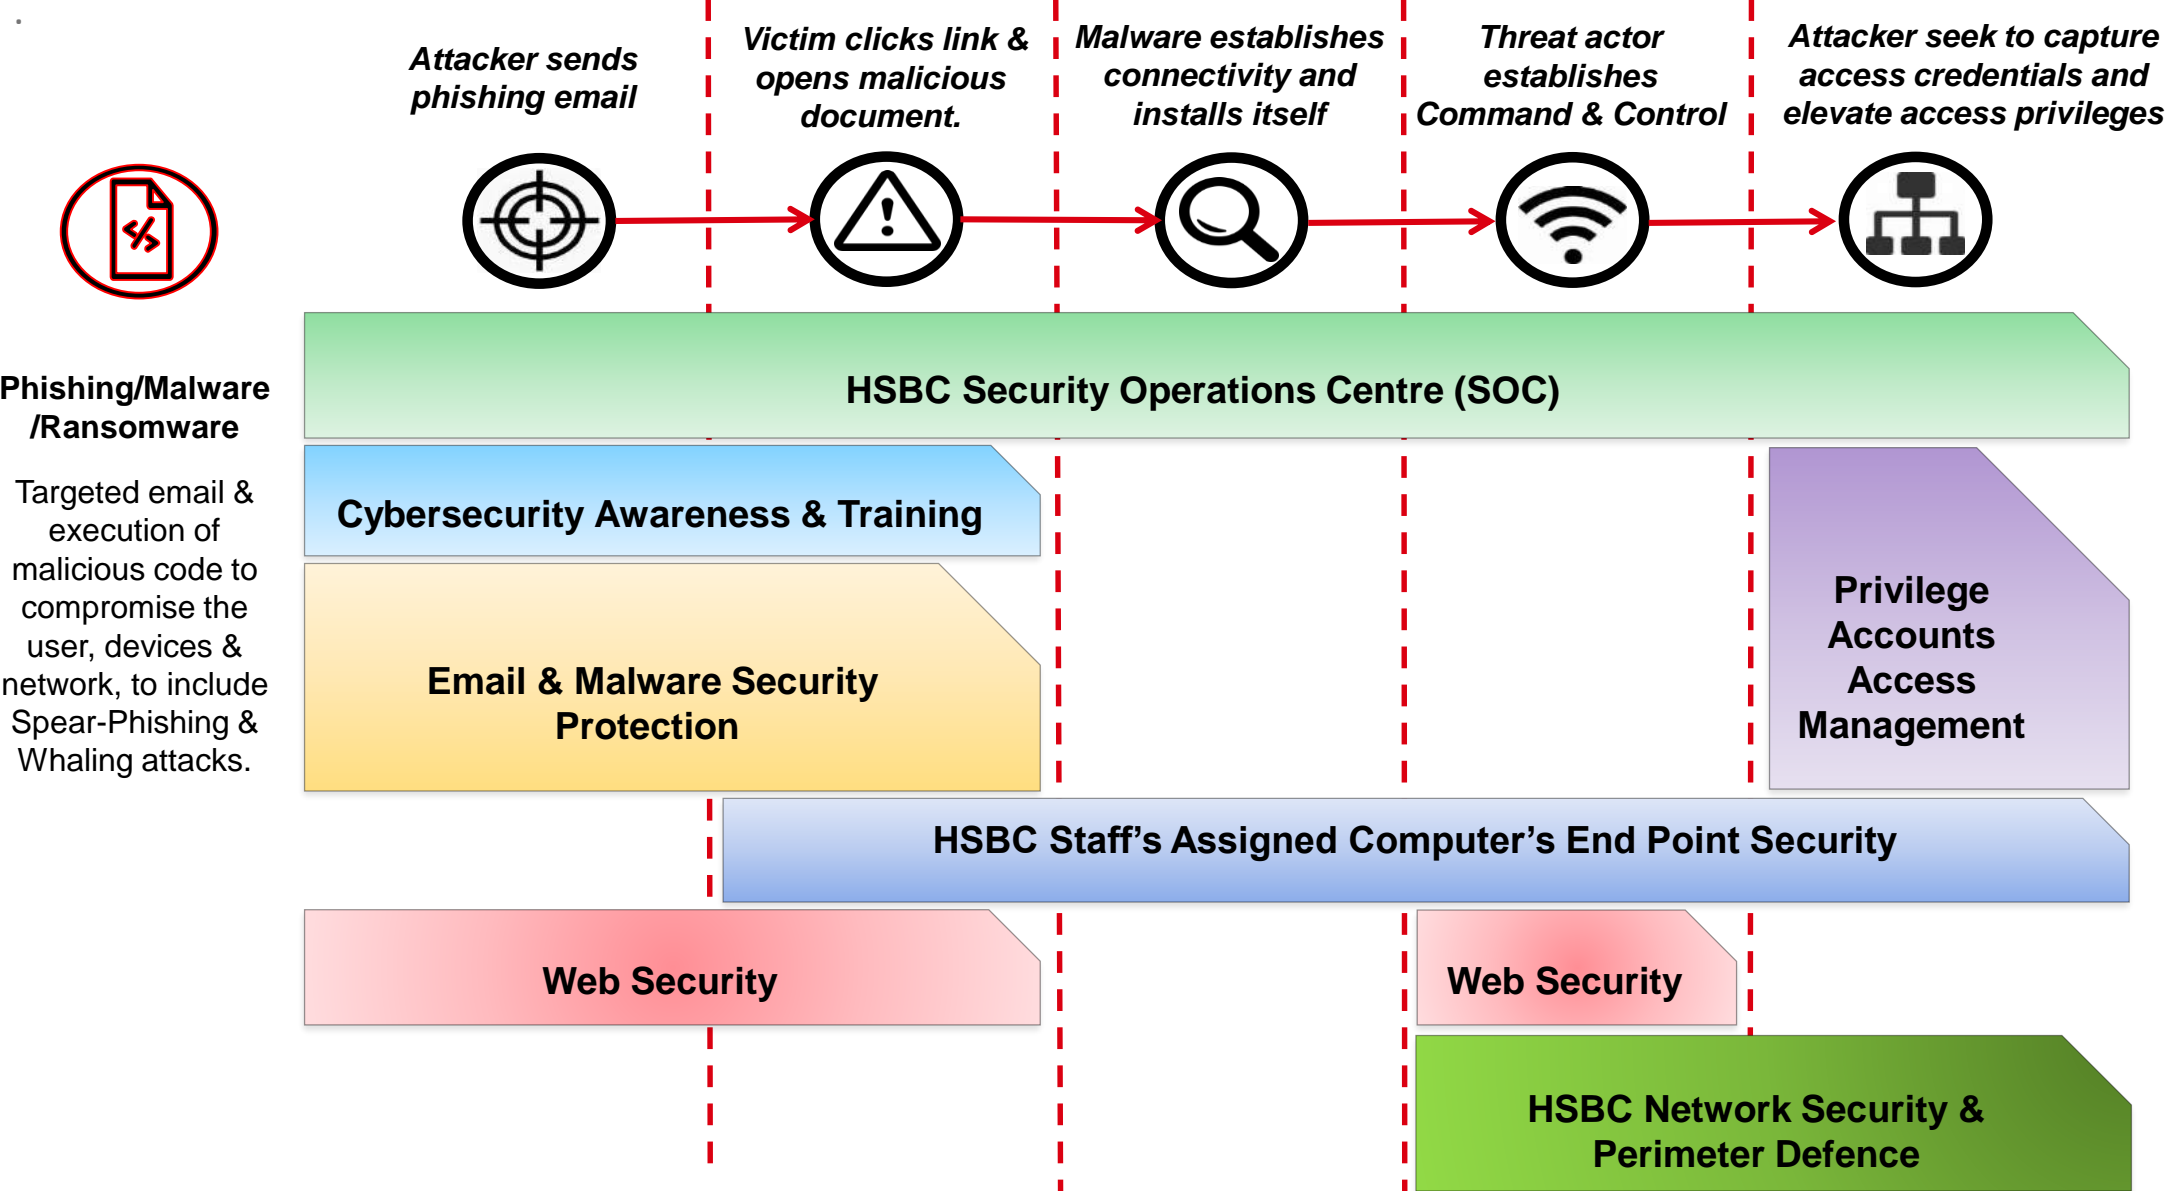 .
Attacker sends
phishing email
Victim clicks link &
opens malicious
document.
Malware establishes
connectivity and
installs itself
Threat actor
establishes
Command & Control
Attacker seek to capture
access credentials and
elevate access privileges
Phishing/Malware
/Ransomware
Targeted email &
execution of
malicious code to
compromise the
user, devices &
network, to include
Spear-Phishing &
Whaling attacks.
HSBC Security Operations Centre (SOC)
Cybersecurity Awareness & Training
Email & Malware Security
Protection
Privilege
Accounts
Access
Management
HSBC Staff’s Assigned Computer’s End Point Security
Web Security
Web Security
HSBC Network Security &
Perimeter Defence